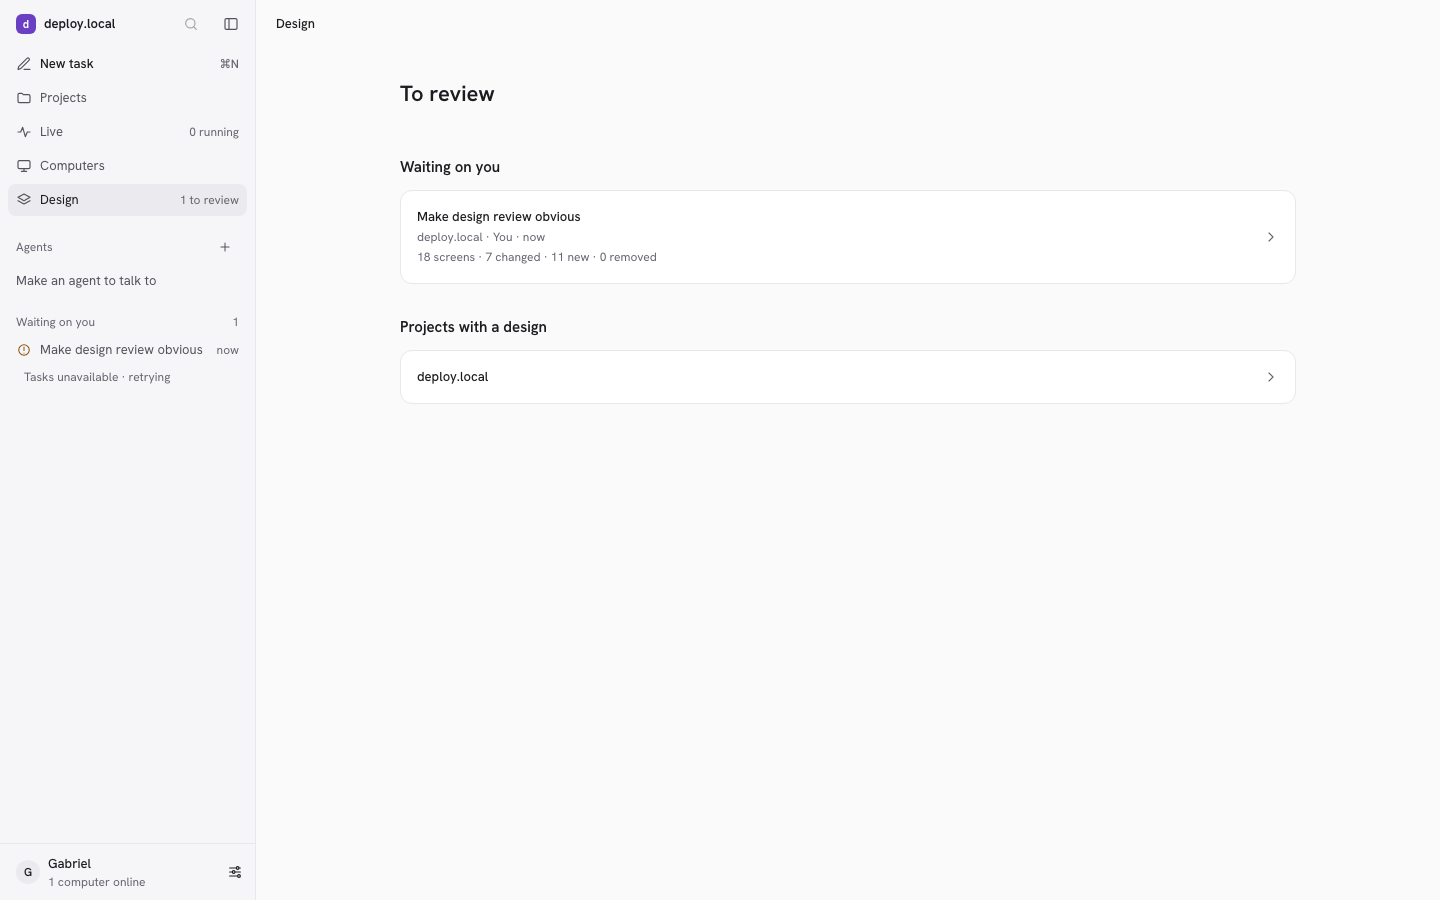 d deploy.local
New task ⌘N
Projects
Live 0 running
Computers
Design 1 to review
Agents
Make an agent to talk to
Waiting on you 1
Make design review obvious now
Tasks unavailable · retrying
G
Gabriel
1 computer online
Design
To review
Waiting on you
Make design review obvious
deploy.local · You · now
18 screens · 7 changed · 11 new · 0 removed
Projects with a design
deploy.local